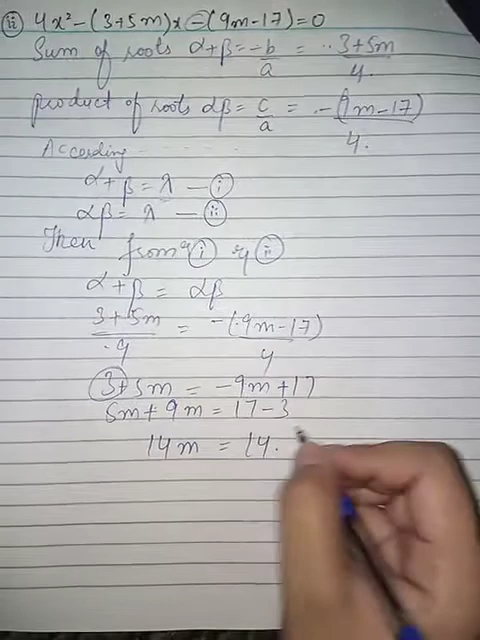 (ii) 4x² - (3+5m)x - (9m-17) = 0
Sum of roots α+β = -b/a = 3+5m/4.
product of roots αβ = c/a = -(9m-17)/4.
According
α+β = λ — (i)
αβ = λ — (ii)
Then from (i) & (ii)
α+β = αβ
3+5m/4 = -(9m-17)/4
3+5m = -9m+17
5m+9m = 17-3
14m = 14.